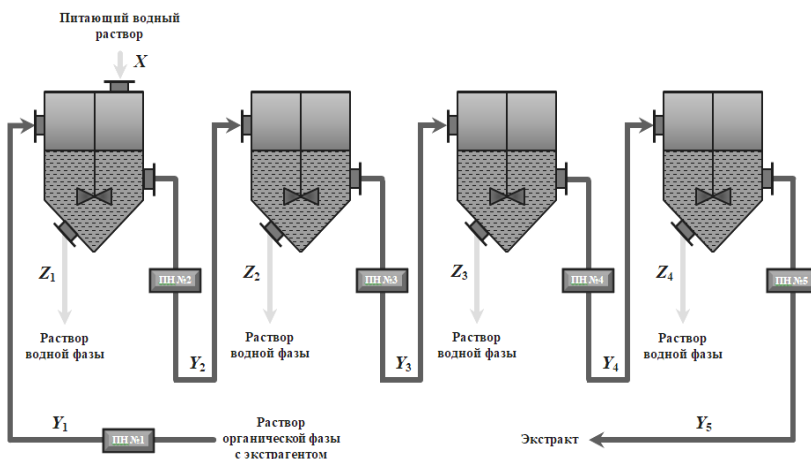 Питающий водный
раствор
X
Z₁
Z₂
Z₃
Z₄
ПН №2
ПН №3
ПН №4
ПН №5
Раствор
водной фазы
Раствор
водной фазы
Раствор
водной фазы
Раствор
водной фазы
Y₂
Y₃
Y₄
Y₁
ПН №1
Раствор
органической фазы
с экстрагентом
Экстракт
Y₅